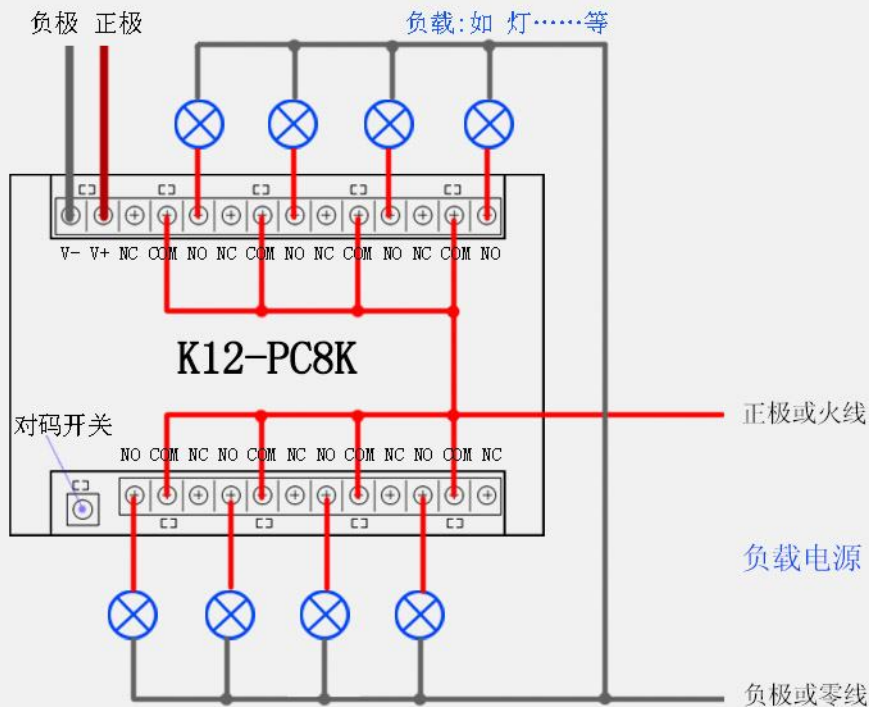 负极 正极 负载:如 灯……等
V- V+ NC COM NO NC COM NO NC COM NO NC COM NO
K12-PC8K
正极或火线
对码开关
NO COM NC NO COM NC NO COM NC NO COM NC
负载电源
负极或零线